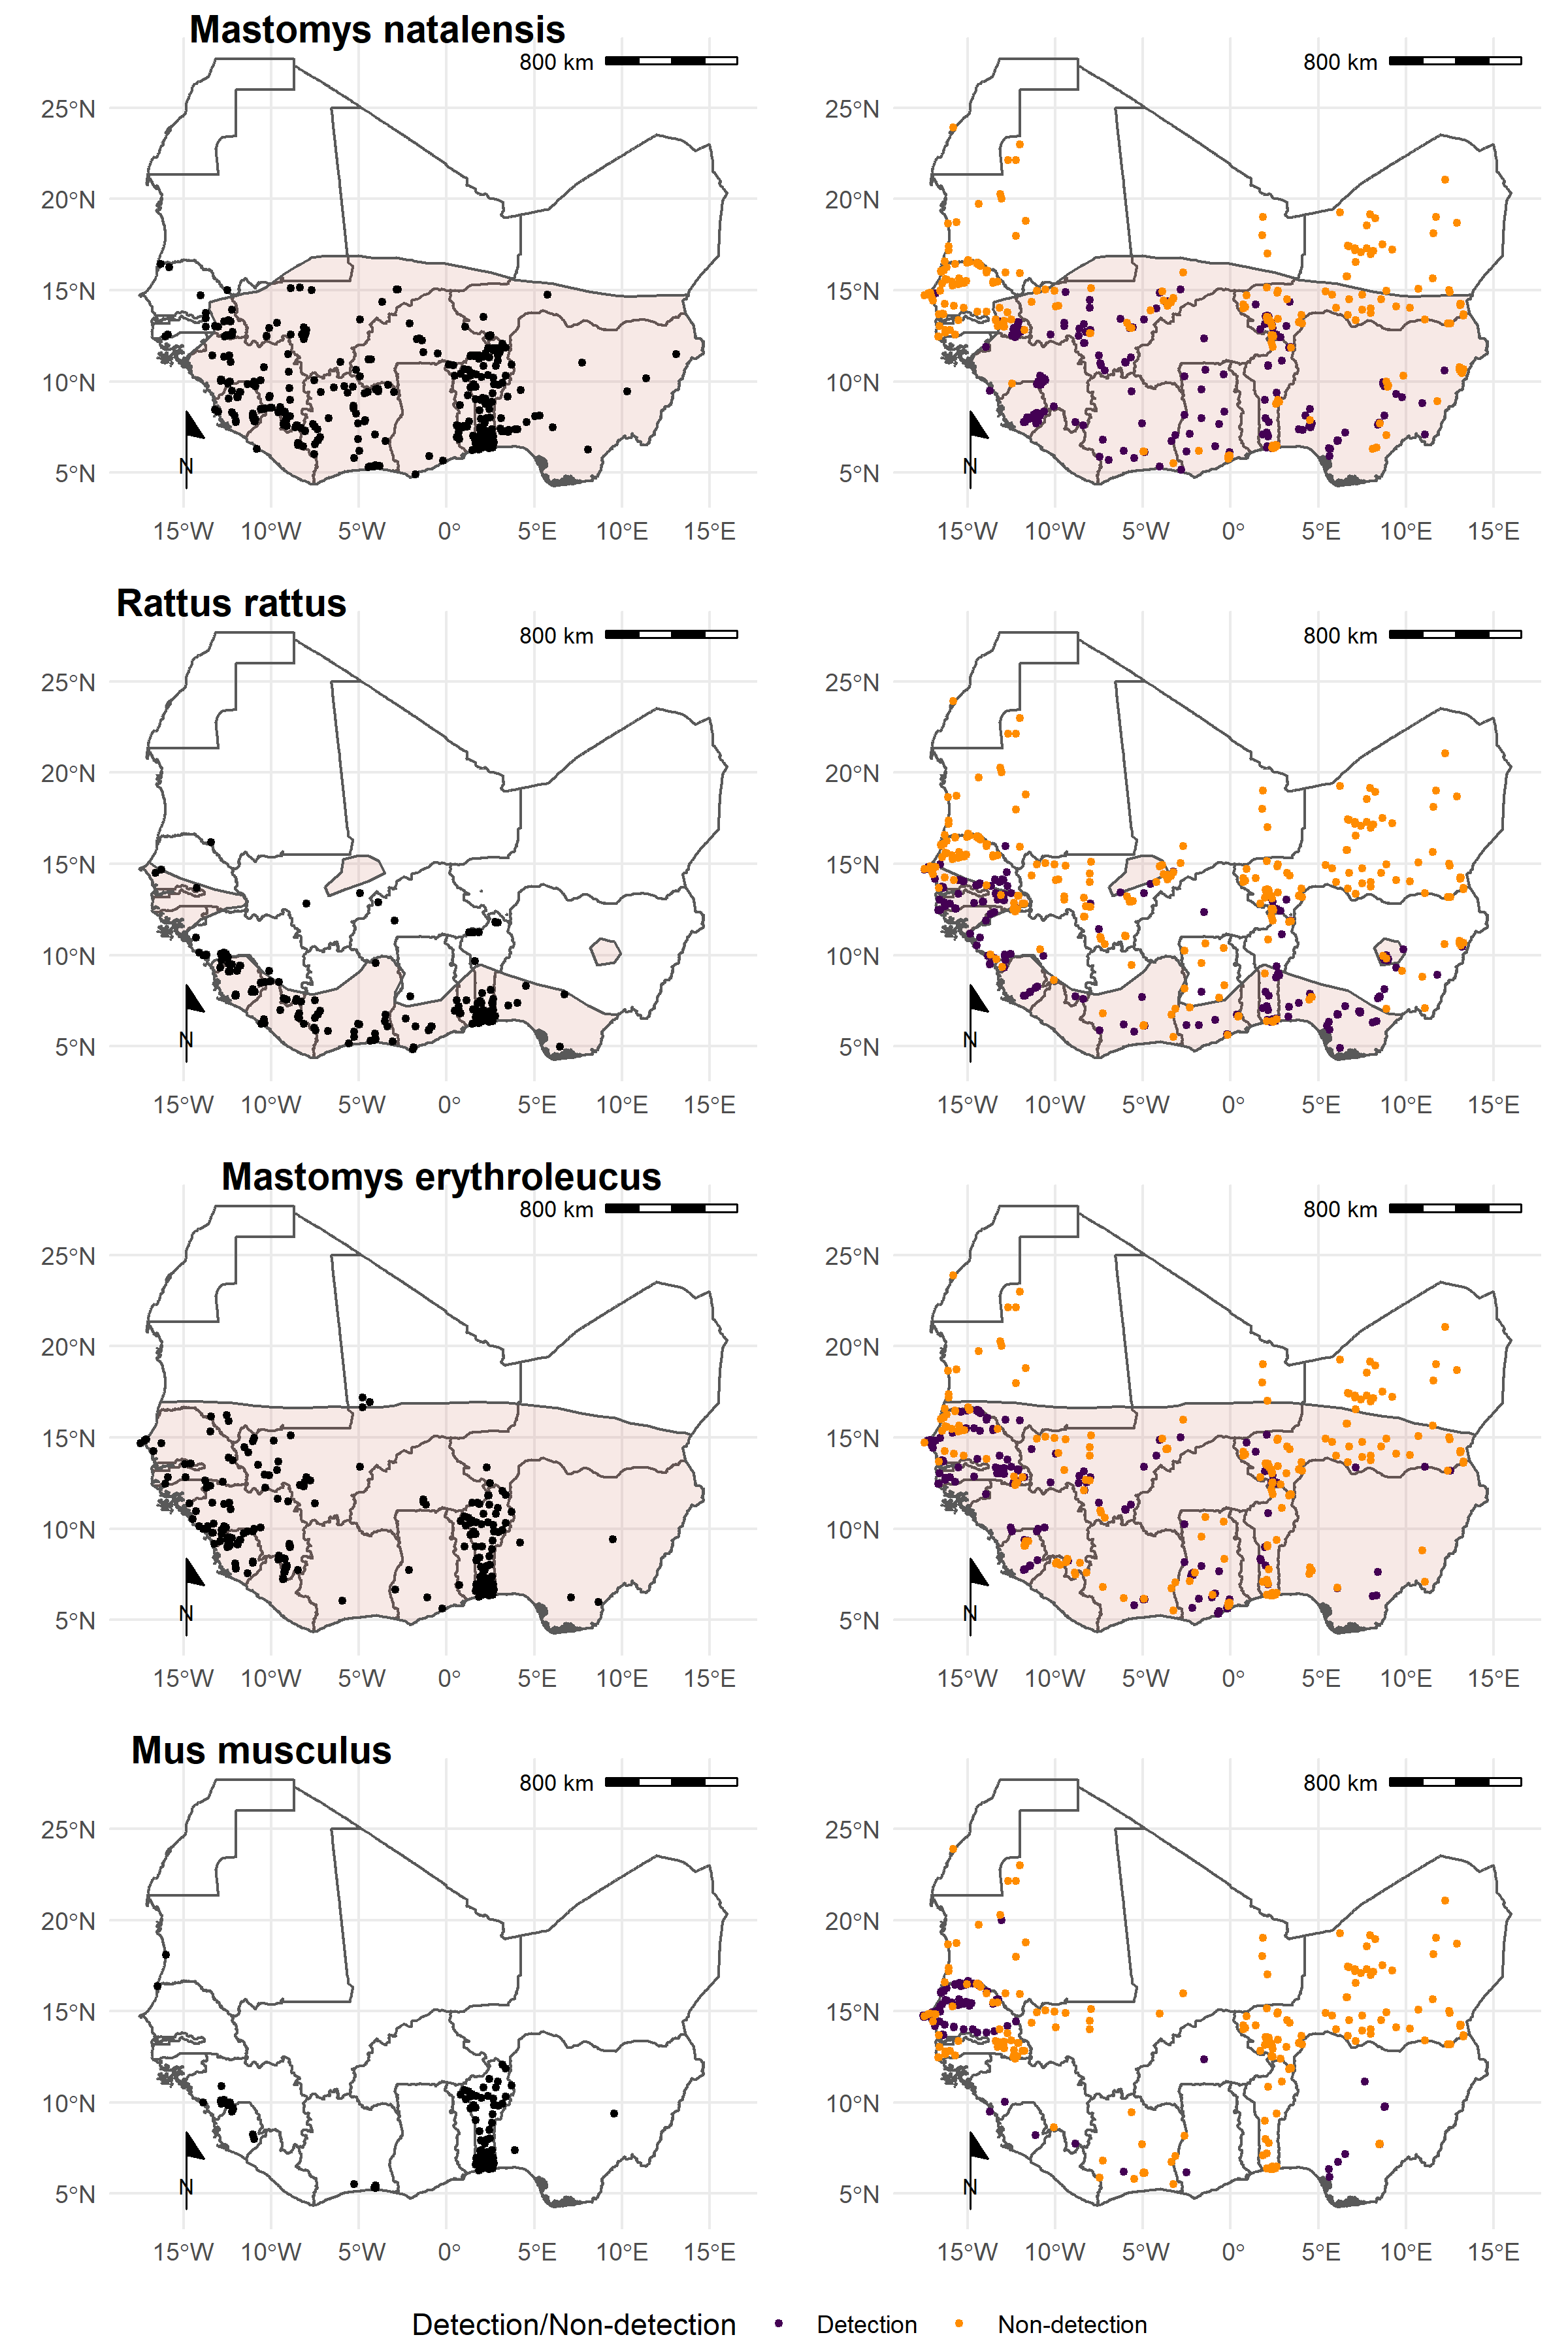 Mastomys natalensis
800 km
800 km
25°N
20°N
15°N
10°N
5°N
N
15°W 10°W 5°W 0° 5°E 10°E 15°E
25°N
20°N
15°N
10°N
5°N
N
15°W 10°W 5°W 0° 5°E 10°E 15°E
Rattus rattus
800 km
800 km
25°N
20°N
15°N
10°N
5°N
N
15°W 10°W 5°W 0° 5°E 10°E 15°E
25°N
20°N
15°N
10°N
5°N
N
15°W 10°W 5°W 0° 5°E 10°E 15°E
Mastomys erythroleucus
800 km
800 km
25°N
20°N
15°N
10°N
5°N
N
15°W 10°W 5°W 0° 5°E 10°E 15°E
25°N
20°N
15°N
10°N
5°N
N
15°W 10°W 5°W 0° 5°E 10°E 15°E
Mus musculus
800 km
800 km
25°N
20°N
15°N
10°N
5°N
N
15°W 10°W 5°W 0° 5°E 10°E 15°E
25°N
20°N
15°N
10°N
5°N
N
15°W 10°W 5°W 0° 5°E 10°E 15°E
Detection/Non-detection Detection Non-detection